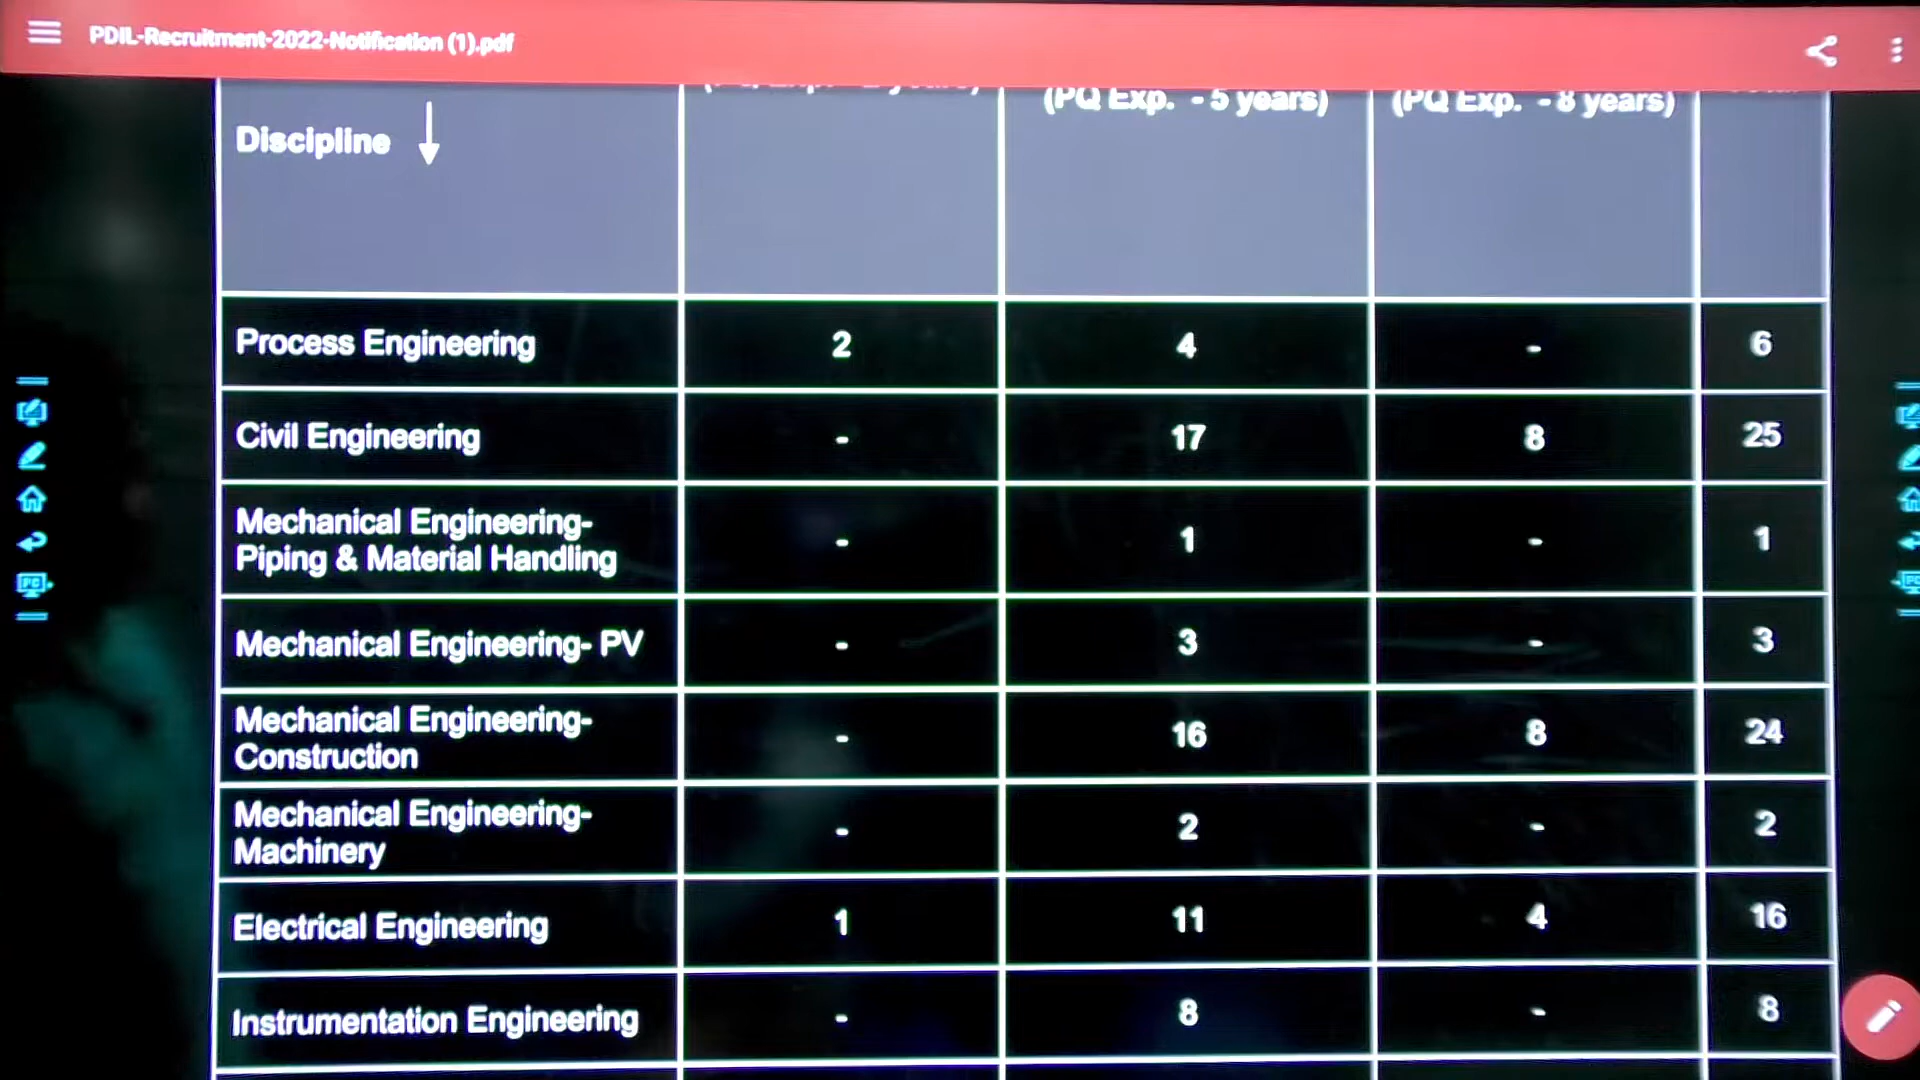 PDIL-Recruitment-2022-Notification (1).pdf
(PQ Exp. - 5 years) (PQ Exp. - 8 years)
Discipline
Process Engineering 2 4 - 6
Civil Engineering - 17 8 25
Mechanical Engineering-
Piping & Material Handling - 1 - 1
Mechanical Engineering- PV - 3 - 3
Mechanical Engineering-
Construction - 16 8 24
Mechanical Engineering-
Machinery - 2 - 2
Electrical Engineering 1 11 4 16
Instrumentation Engineering - 8 - 8